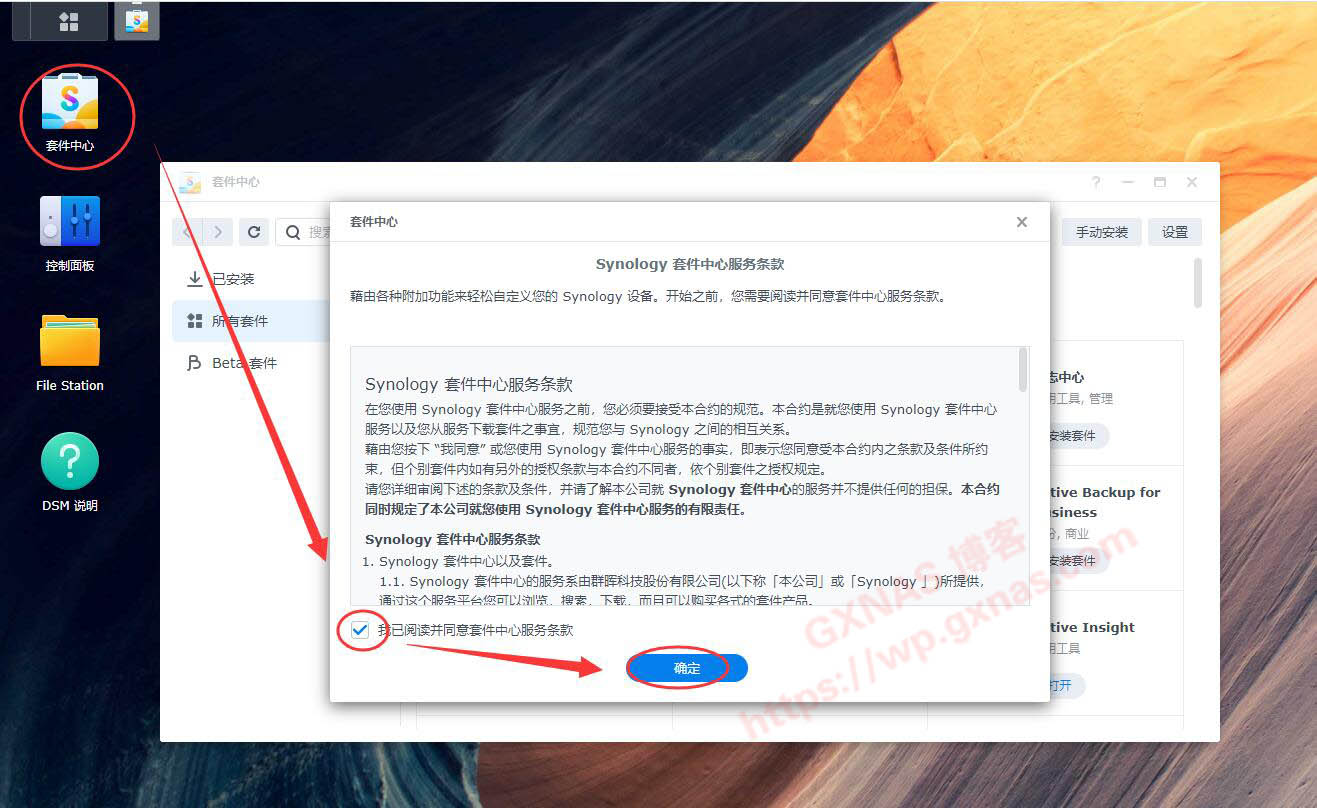 套件中心
控制面板
File Station
DSM 说明
套件中心
搜索
手动安装
设置
已安装
所有套件
Beta 套件
套件中心
Synology 套件中心服务条款
藉由各种附加功能来轻松自定义您的 Synology 设备。开始之前，您需要阅读并同意套件中心服务条款。
Synology 套件中心服务条款
在您使用 Synology 套件中心服务之前，您必须要接受本合约的规范。本合约是就您使用 Synology 套件中心
服务以及您从服务下载套件之事宜，规范您与 Synology 之间的相互关系。
藉由您按下 “我同意” 或您使用 Synology 套件中心服务的事实，即表示您同意受本合约内之条款及条件所约
束，但个别套件内如有另外的授权条款与本合约不同者，依个别套件之授权规定。
请您详细审阅下述的条款及条件，并请了解本公司就 Synology 套件中心的服务并不提供任何的担保。本合约
同时规定了本公司就您使用 Synology 套件中心服务的有限责任。
Synology 套件中心服务条款
1. Synology 套件中心以及套件。
1.1. Synology 套件中心的服务系由群晖科技股份有限公司(以下称「本公司」或「Synology 」)所提供，
通过这个服务平台您可以浏览，搜索，下载，而且可以购买各式的套件产品。
我已阅读并同意套件中心服务条款
确定
志中心
用工具, 管理
安装套件
tive Backup for
siness
份, 商业
安装套件
tive Insight
用工具
打开
GXNAS 博客
https://wp.gxnas.com